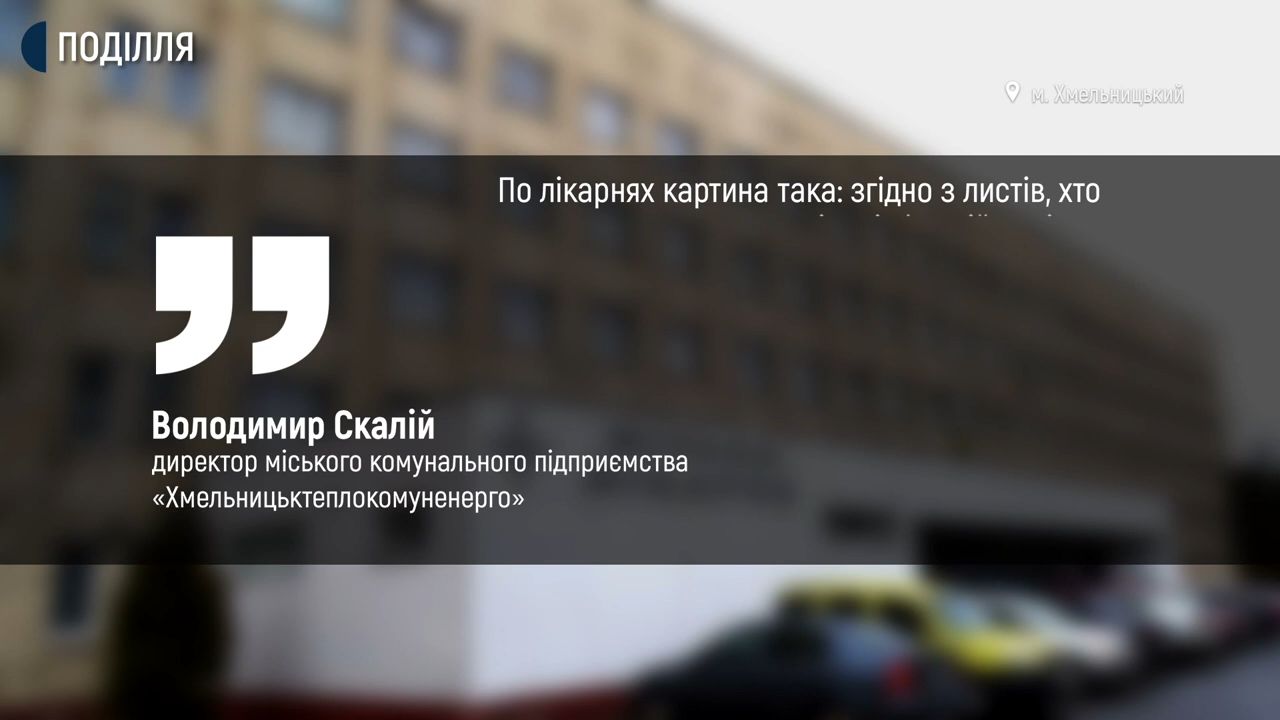 ПОДІЛЛЯ
м. Хмельницький
По лікарнях картина така: згідно з листів, хто
Володимир Скалій
директор міського комунального підприємства
«Хмельницьктеплокомуненерго»